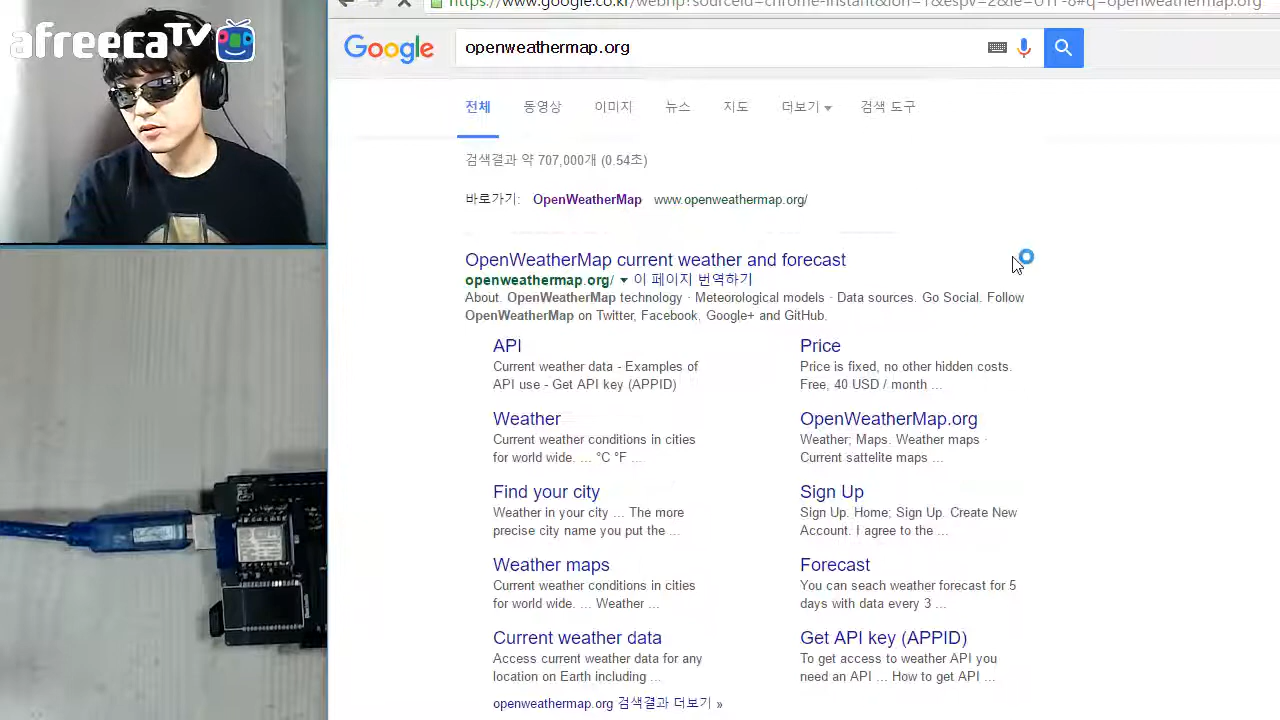 afreecaTV
https://www.google.co.kr/webhp?sourceid=chrome-instant&ion=1&espv=2&ie=UTF-8#q=openweathermap.org
Google
openweathermap.org
전체 동영상 이미지 뉴스 지도 더보기 검색 도구
검색결과 약 707,000개 (0.54초)
바로가기: OpenWeatherMap www.openweathermap.org/
OpenWeatherMap current weather and forecast
openweathermap.org/ 이 페이지 번역하기
About. OpenWeatherMap technology · Meteorological models · Data sources. Go Social. Follow
OpenWeatherMap on Twitter, Facebook, Google+ and GitHub.
API
Current weather data - Examples of
API use - Get API key (APPID)
Price
Price is fixed, no other hidden costs.
Free, 40 USD / month ...
Weather
Current weather conditions in cities
for world wide. ... °C °F ...
OpenWeatherMap.org
Weather; Maps. Weather maps ·
Current sattelite maps ...
Find your city
Weather in your city ... The more
precise city name you put the ...
Sign Up
Sign Up. Home; Sign Up. Create New
Account. I agree to the ...
Weather maps
Current weather conditions in cities
for world wide. ... Weather ...
Forecast
You can seach weather forecast for 5
days with data every 3 ...
Current weather data
Access current weather data for any
location on Earth including ...
Get API key (APPID)
To get access to weather API you
need an API ... How to get API ...
openweathermap.org 검색결과 더보기 »